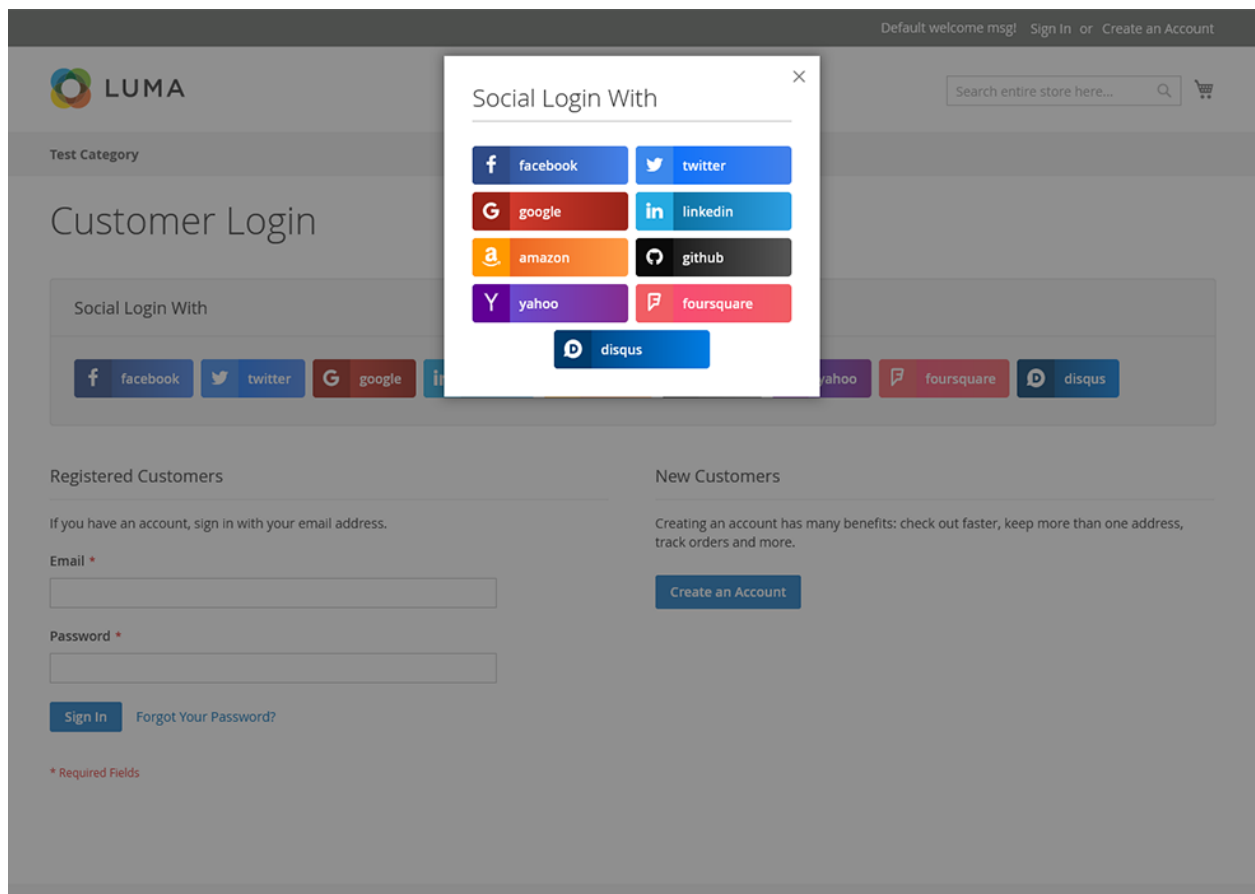 Default welcome msg! Sign In or Create an Account
LUMA
Search entire store here...
Test Category
Customer Login
Social Login With
facebook twitter
google linkedin
amazon github
yahoo foursquare
disqus
Social Login With
facebook twitter google yahoo foursquare disqus
Registered Customers
If you have an account, sign in with your email address.
Email *
Password *
Sign In Forgot Your Password?
* Required Fields
New Customers
Creating an account has many benefits: check out faster, keep more than one address,
track orders and more.
Create an Account